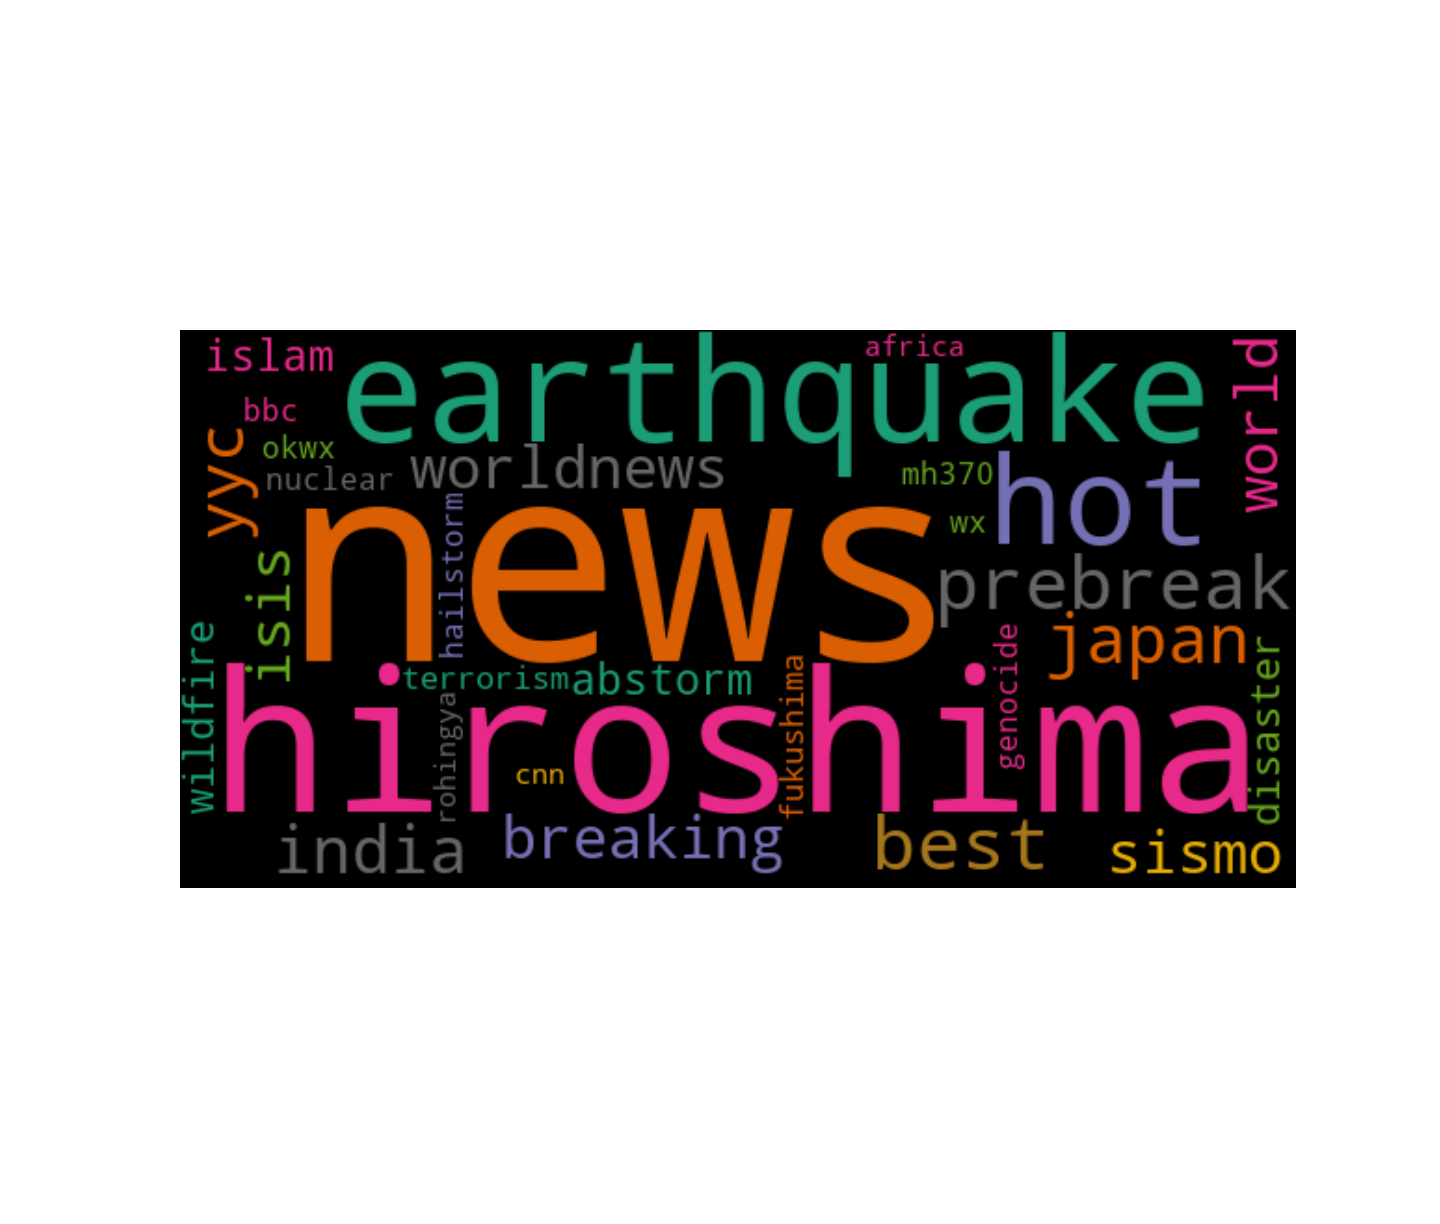 islam
earthquake
africa
world
bbc
yyc
okwx
nuclear
worldnews
mh370
hot
wx
news
hailstorm
isis
prebreak
japan
wildfire
terrorism
abstorm
fukushima
genocide
disaster
hiroshima
rohingya
cnn
india
breaking
best
sismo